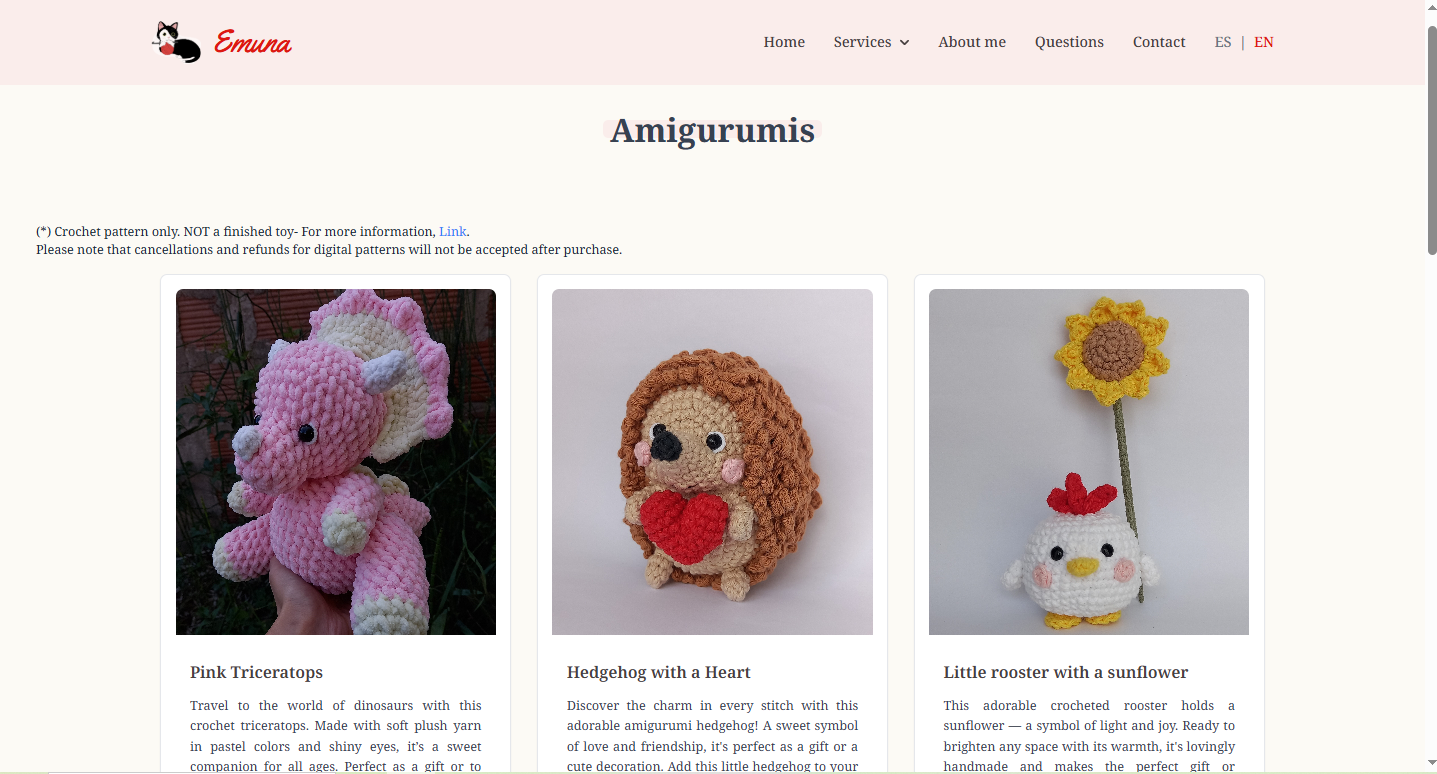 Emuna
Home Services About me Questions Contact ES | EN
Amigurumis
(*) Crochet pattern only. NOT a finished toy- For more information, Link.
Please note that cancellations and refunds for digital patterns will not be accepted after purchase.
Pink Triceratops
Travel to the world of dinosaurs with this
crochet triceratops. Made with soft plush yarn
in pastel colors and shiny eyes, it's a sweet
companion for all ages. Perfect as a gift or to
Hedgehog with a Heart
Discover the charm in every stitch with this
adorable amigurumi hedgehog! A sweet symbol
of love and friendship, it's perfect as a gift or a
cute decoration. Add this little hedgehog to your
Little rooster with a sunflower
This adorable crocheted rooster holds a
sunflower — a symbol of light and joy. Ready to
brighten any space with its warmth, it's lovingly
handmade and makes the perfect gift or